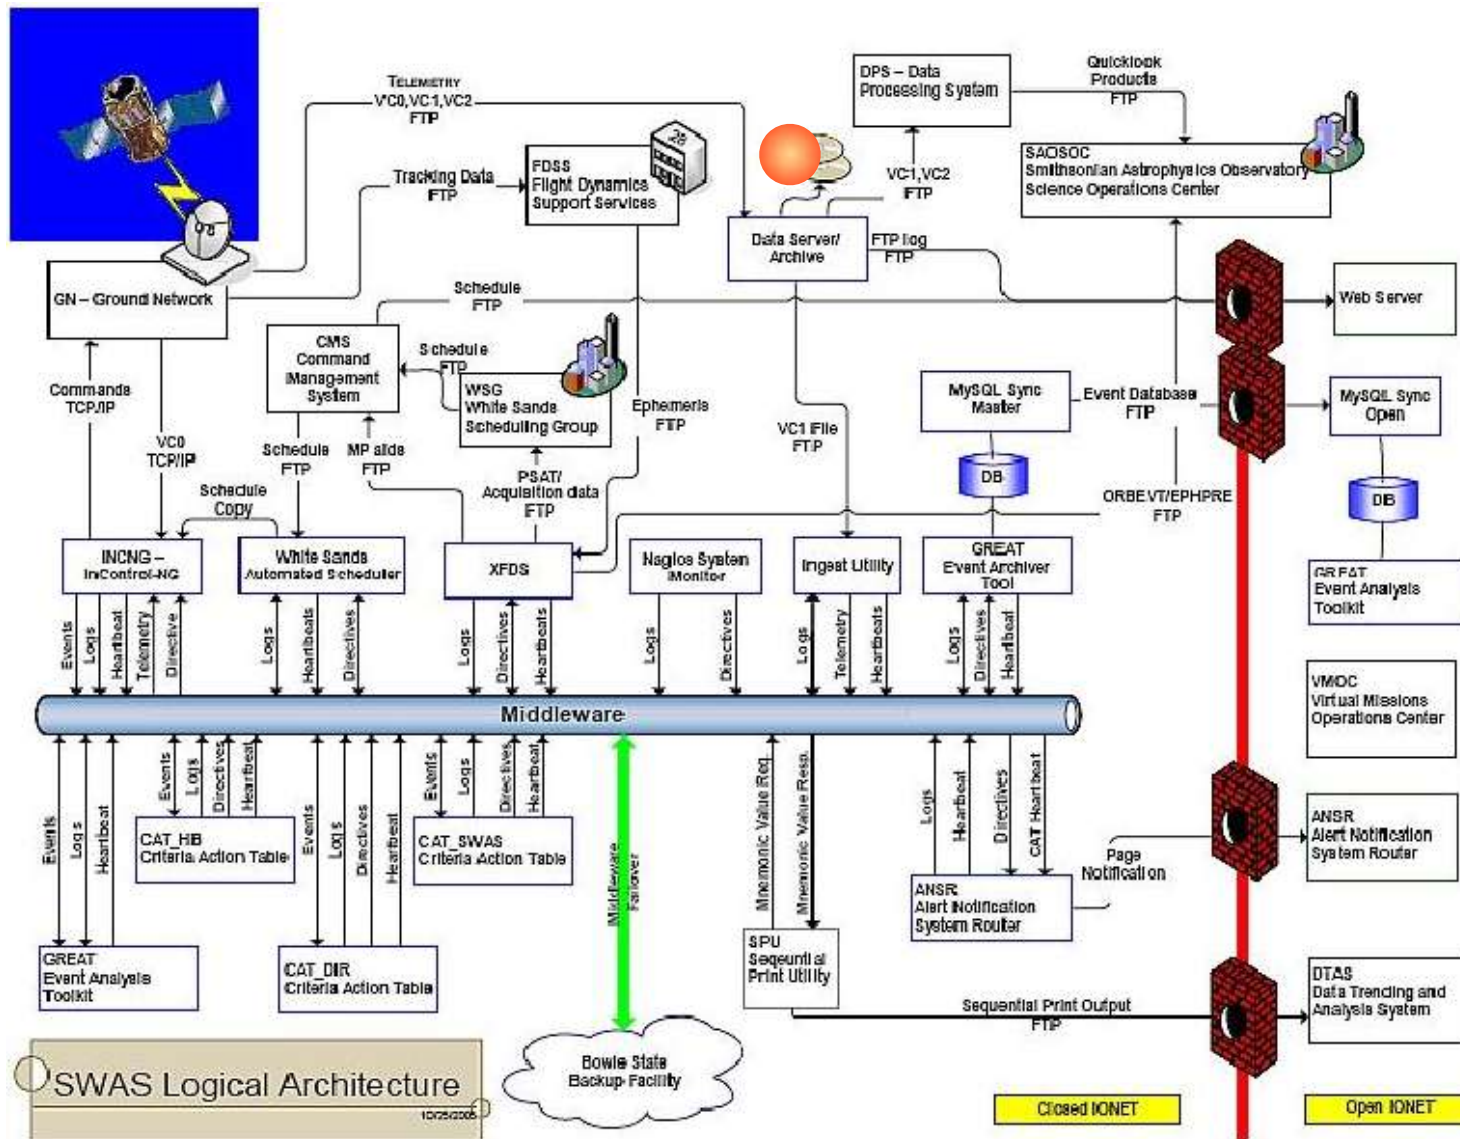 TELEMETRY
VC0,VC1,VC2
FTP
DPS – Data
Processing System
Quicklook
Products
FTP
FDSS
Flight Dynamics
Support Services
28
Tracking Data
FTP
VC1,VC2
FTP
SAOSOC
Smithsonian Astrophysics Observatory
Science Operations Center
Data Server/
Archive
FTP log
FTP
GN – Ground Network
Schedule
FTP
Web Server
CMS
Command
Management
System
Schedule
FTP
WSG
White Sands
Scheduling Group
Ephemeris
FTP
Commands
TCP/IP
VC0
TCP/IP
Schedule
FTP
MP aids
FTP
PSAT/
Acquisition data
FTP
VC1 File
FTP
MySQL Sync
Master
Event Database
FTP
MySQL Sync
Open
DB
DB
ORBEVT/EPHPRE
FTP
Schedule
Copy
INCNG –
InControl-NG
White Sands
Automated Scheduler
XFDS
Nagios System
Monitor
Ingest Utility
GREAT
Event Archiver
Tool
GREAT
Event Analysis
Toolkit
Events
Logs
Heartbeat
Telemetry
Directive
Logs
Heartbeats
Directives
Logs
Directives
Heartbeats
Logs
Directives
Logs
Telemetry
Heartbeats
Logs
Directives
Heartbeat
VMOC
Virtual Missions
Operations Center
Middleware
Events
Logs
Heartbeat
Events
Logs
Directives
Heartbeat
Events
Logs
Directives
Heartbeat
Events
Logs
Directives
Heartbeat
Middleware
Failover
Mnemonic Value Req.
Mnemonic Value Resp.
Logs
Heartbeat
Directives
CAT Heartbeat
CAT_HB
Criteria Action Table
CAT_SWAS
Criteria Action Table
ANSR
Alert Notification
System Router
Page
Notification
ANSR
Alert Notification
System Router
GREAT
Event Analysis
Toolkit
CAT_DIR
Criteria Action Table
SPU
Seqeuntial
Print Utility
DTAS
Data Trending and
Analysis System
Sequential Print Output
FTP
Bowie State
Backup Facility
SWAS Logical Architecture
10/25/2005
Closed IONET
Open IONET